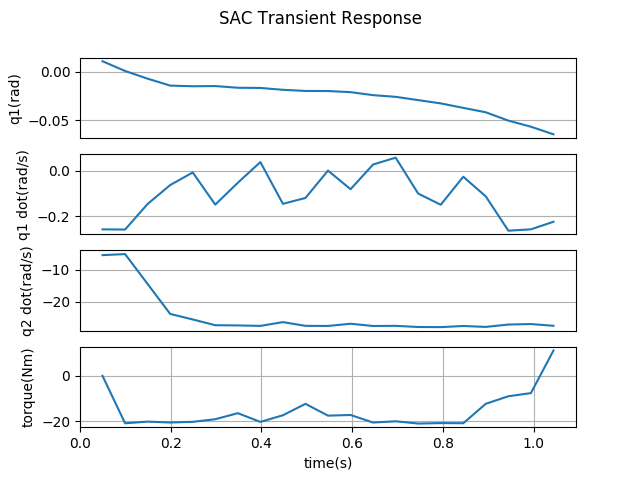 SAC Transient Response
q1(rad)
0.00
−0.05
q1 dot(rad/s)
0.0
−0.2
q2 dot(rad/s)
−10
−20
torque(Nm)
0
−20
0.0 0.2 0.4 0.6 0.8 1.0
time(s)